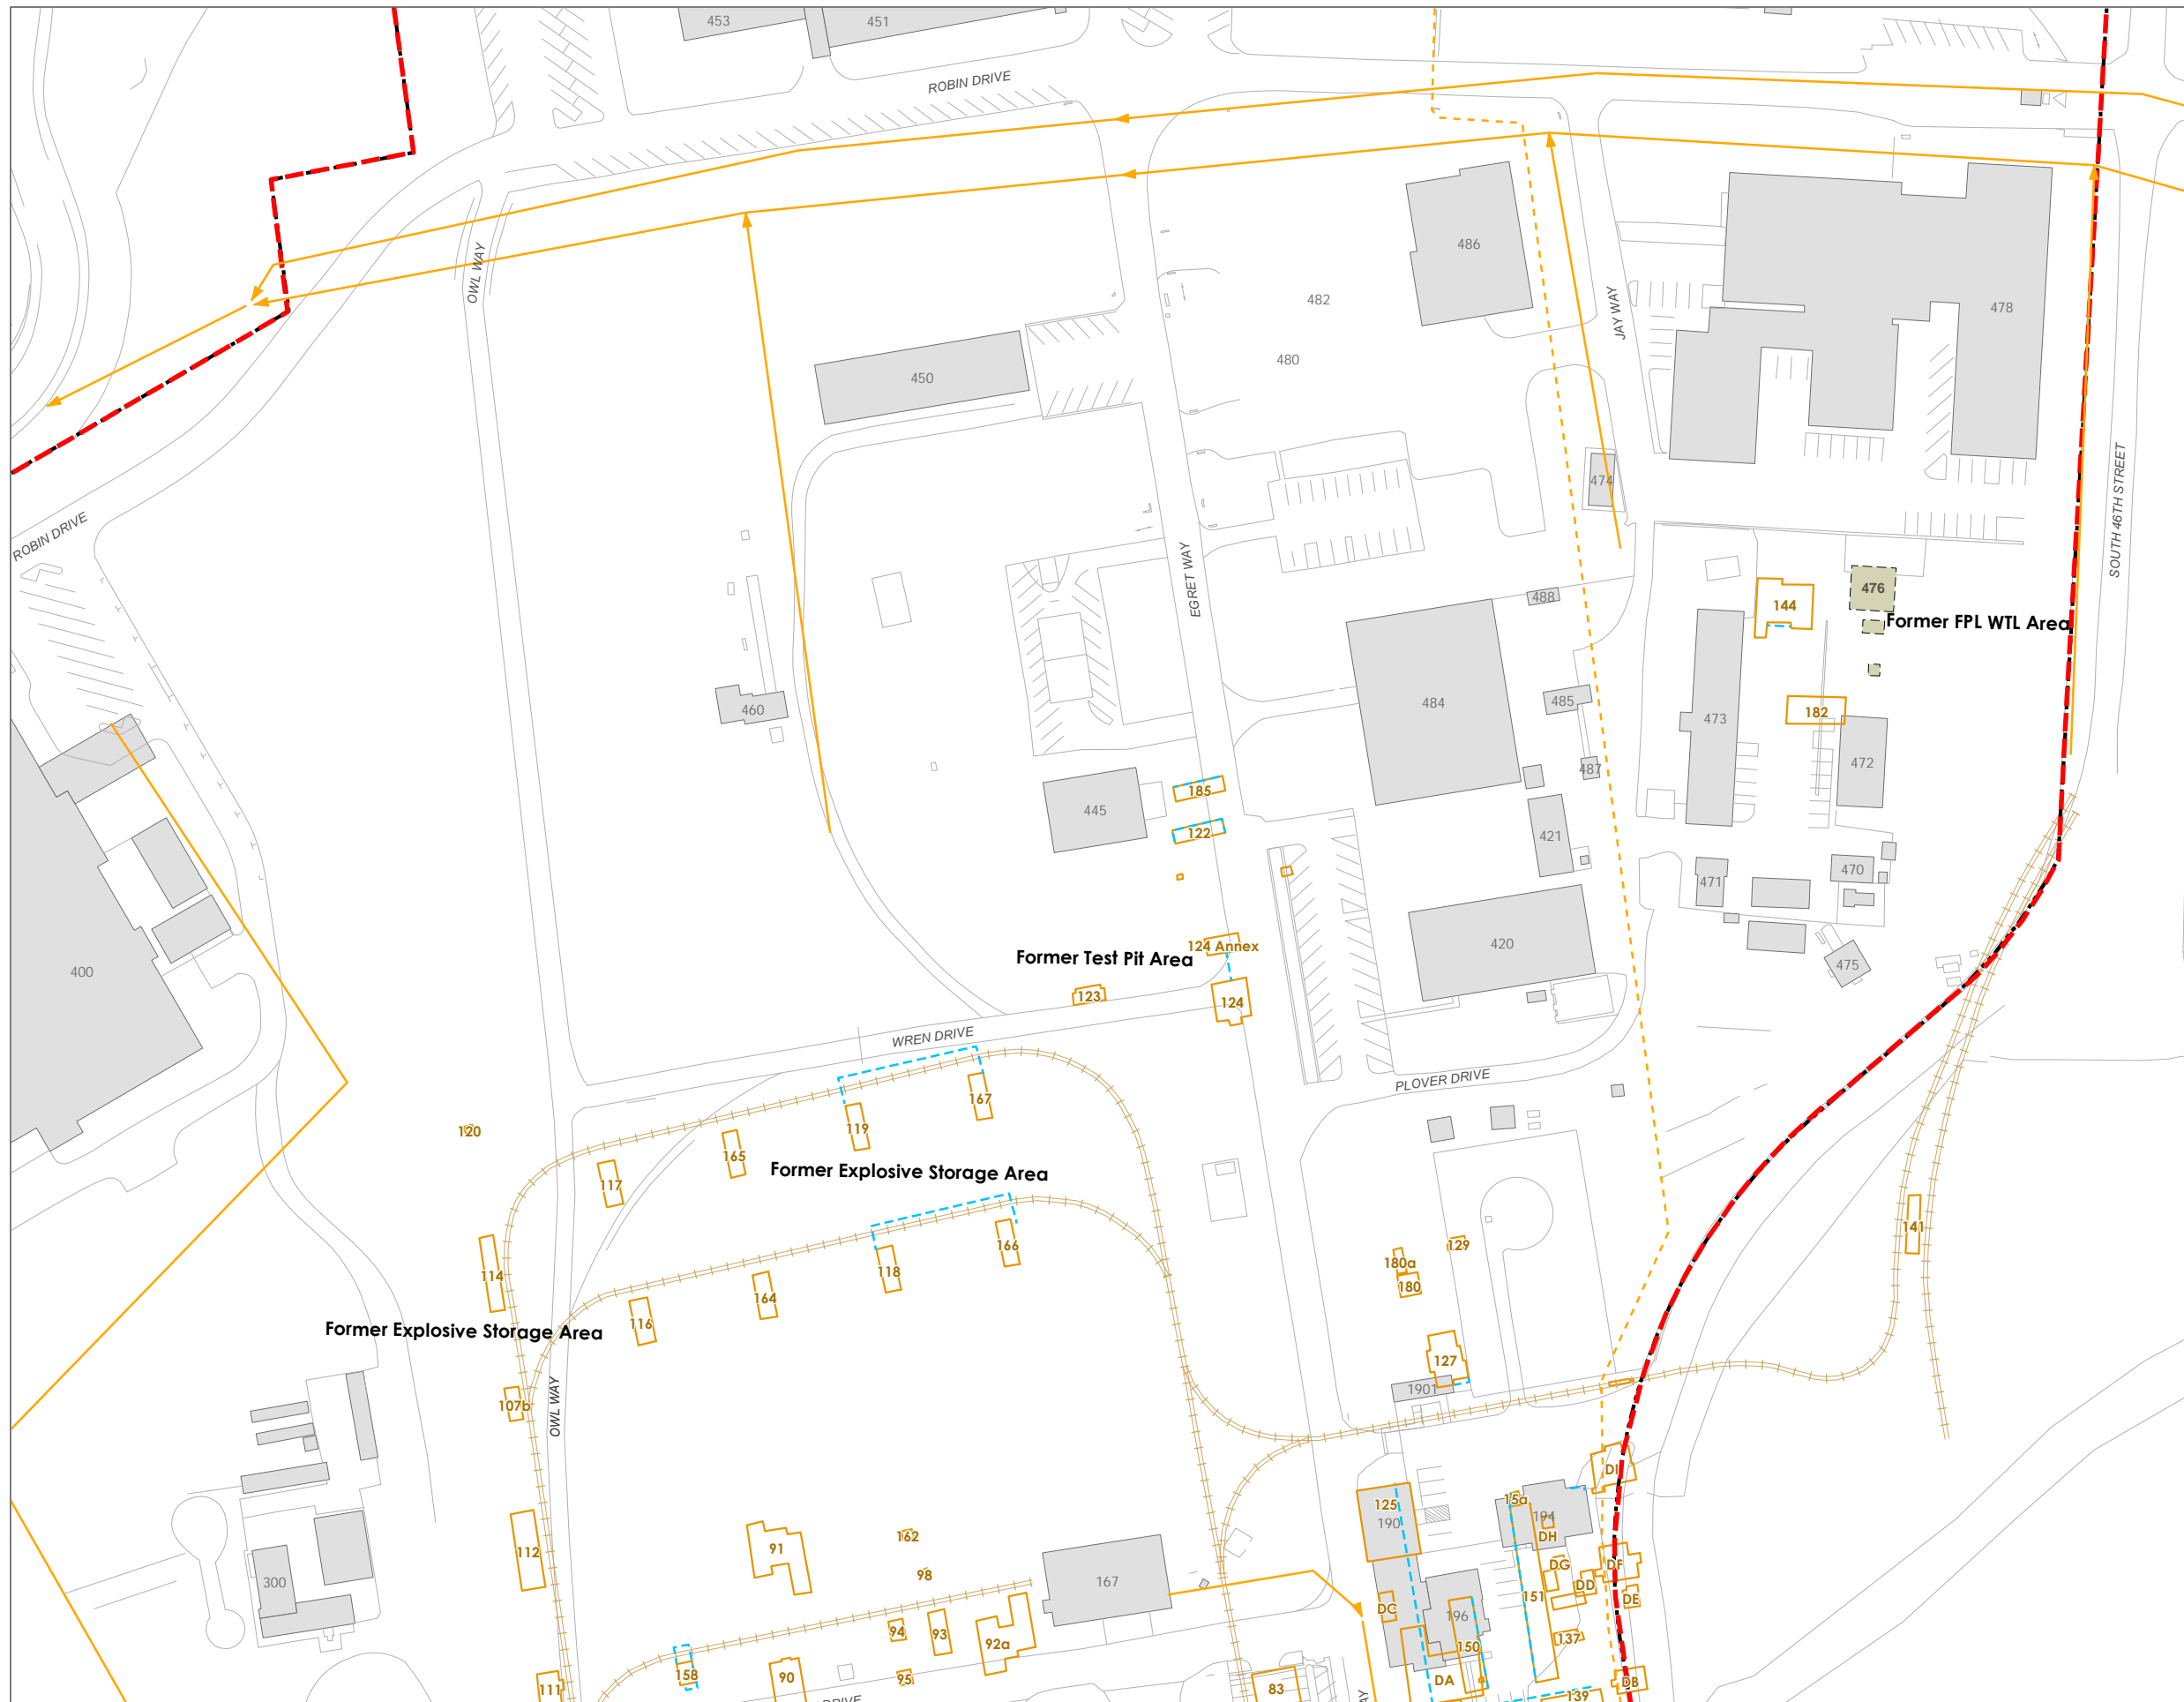 453
451
ROBIN DRIVE
486
OWL WAY
482
JAY WAY
478
480
450
474
SOUTH 46TH STREET
ROBIN DRIVE
EGRET WAY
488
144
476
Former FPL WTL Area
460
484
485
473
182
472
487
185
445
122
421
471
470
400
124 Annex
420
Former Test Pit Area
475
123
124
WREN DRIVE
PLOVER DRIVE
167
120
119
165
Former Explosive Storage Area
117
141
166
129
180a
114
118
180
164
116
Former Explosive Storage Area
127
1901
107b
OWL WAY
DI
125
15a
190
194
162
DH
91
112
DG
DF
98
300
167
DD
151
DE
DC
196
94
93
137
92a
150
158
90
95
DA
DB
111
83
139
DRIVE
AY